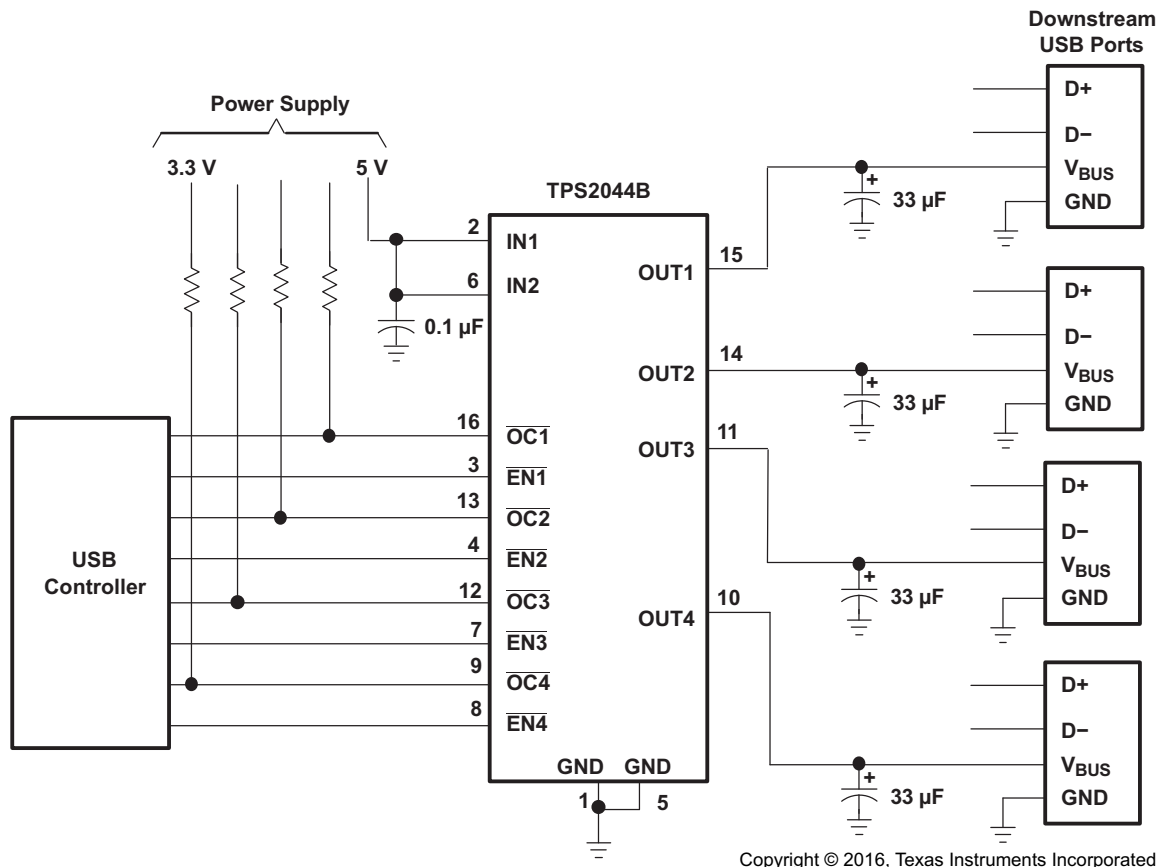 Downstream
USB Ports
Power Supply
3.3 V
5 V
TPS2044B
2
IN1
6
IN2
0.1 µF
16
OC1
3
EN1
13
OC2
4
EN2
12
OC3
7
EN3
9
OC4
8
EN4
USB
Controller
GND GND
1
5
OUT1
15
OUT2
14
OUT3
11
OUT4
10
+
33 µF
D+
D−
VBUS
GND
+
33 µF
D+
D−
VBUS
GND
+
33 µF
D+
D−
VBUS
GND
+
33 µF
D+
D−
VBUS
GND
Copyright © 2016, Texas Instruments Incorporated